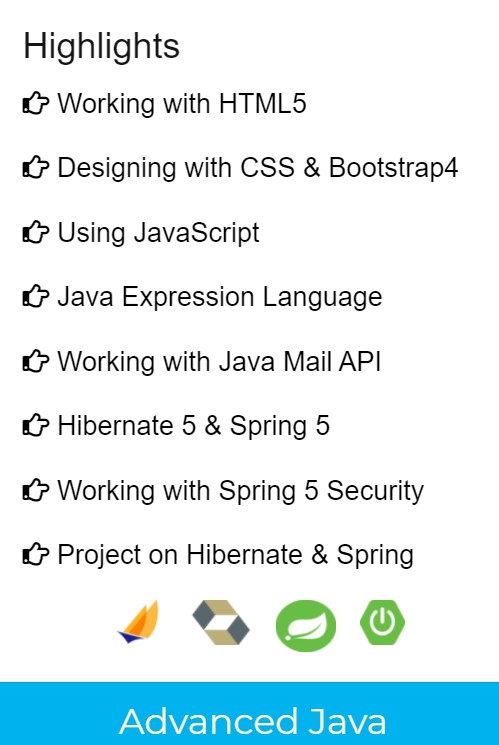 Highlights
Working with HTML5
Designing with CSS & Bootstrap4
Using JavaScript
Java Expression Language
Working with Java Mail API
Hibernate 5 & Spring 5
Working with Spring 5 Security
Project on Hibernate & Spring
Advanced Java